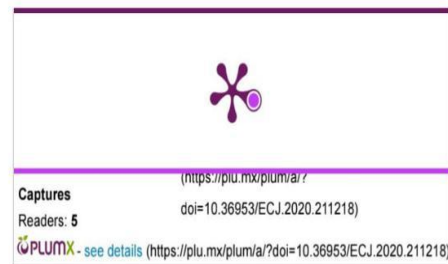 (https://plu.mx/plum/a/?
Captures
doi=10.36953/ECJ.2020.211218)
Readers: 5
PLUMX - see details (https://plu.mx/plum/a/?doi=10.36953/ECJ.2020.211218)